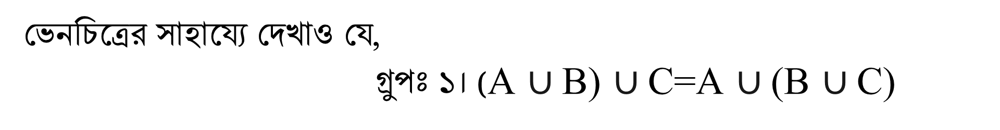 ভেনচিত্রের সাহায্যে দেখাও যে,
গ্রুপঃ ১। (A ∪ B) ∪ C=A ∪ (B ∪ C)